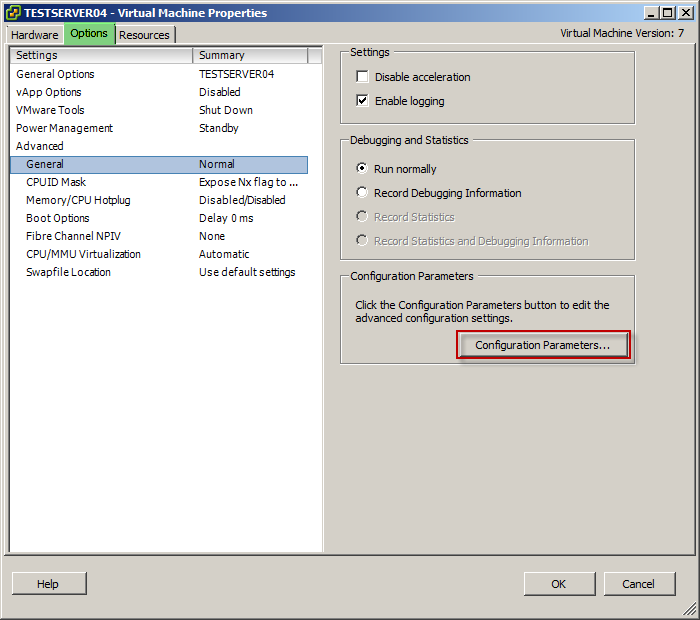 TESTSERVER04 - Virtual Machine Properties
Hardware Options Resources Virtual Machine Version: 7
Settings Summary
General Options TESTSERVER04
vApp Options Disabled
VMware Tools Shut Down
Power Management Standby
Advanced
General Normal
CPUID Mask Expose Nx flag to ...
Memory/CPU Hotplug Disabled/Disabled
Boot Options Delay 0 ms
Fibre Channel NPIV None
CPU/MMU Virtualization Automatic
Swapfile Location Use default settings
Settings
Disable acceleration
Enable logging
Debugging and Statistics
Run normally
Record Debugging Information
Record Statistics
Record Statistics and Debugging Information
Configuration Parameters
Click the Configuration Parameters button to edit the
advanced configuration settings.
Configuration Parameters...
Help OK Cancel